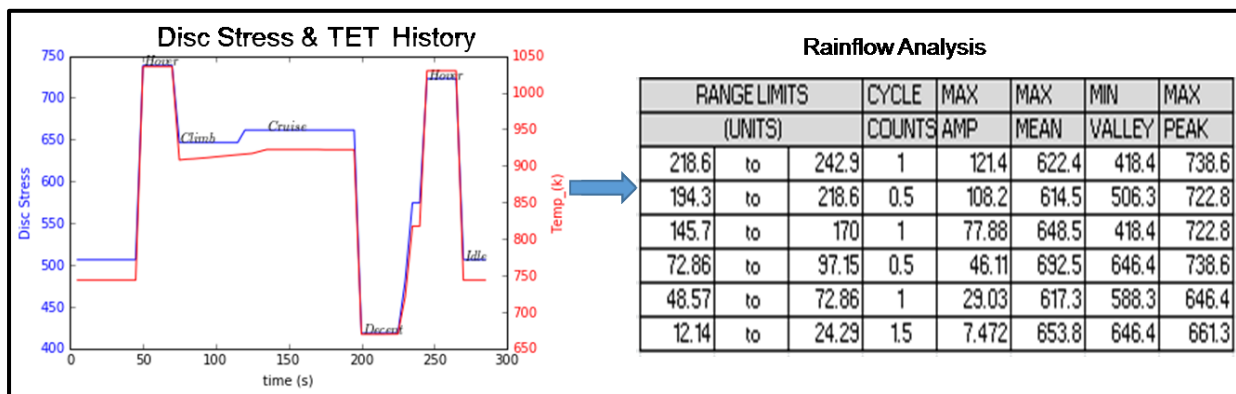 Disc Stress & TET History
750
700
650
600
550
500
450
400
Disc Stress
Hover
Climb
Cruise
Decent
Hover
Idle
1050
1000
950
900
850
800
750
700
650
Temp_(k)
0 50 100 150 200 250 300
time (s)
Rainflow Analysis
RANGE LIMITS CYCLE MAX MAX MIN MAX
(UNITS) COUNTS AMP MEAN VALLEY PEAK
218.6 to 242.9 1 121.4 622.4 418.4 738.6
194.3 to 218.6 0.5 108.2 614.5 506.3 722.8
145.7 to 170 1 77.88 648.5 418.4 722.8
72.86 to 97.15 0.5 46.11 692.5 646.4 738.6
48.57 to 72.86 1 29.03 617.3 588.3 646.4
12.14 to 24.29 1.5 7.472 653.8 646.4 661.3